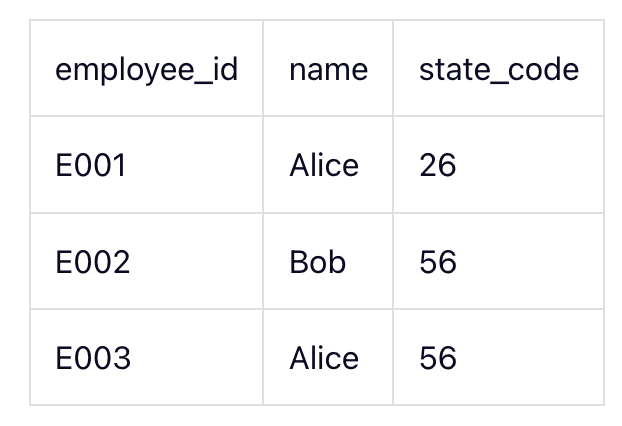 employee_id name state_code
E001 Alice 26
E002 Bob 56
E003 Alice 56